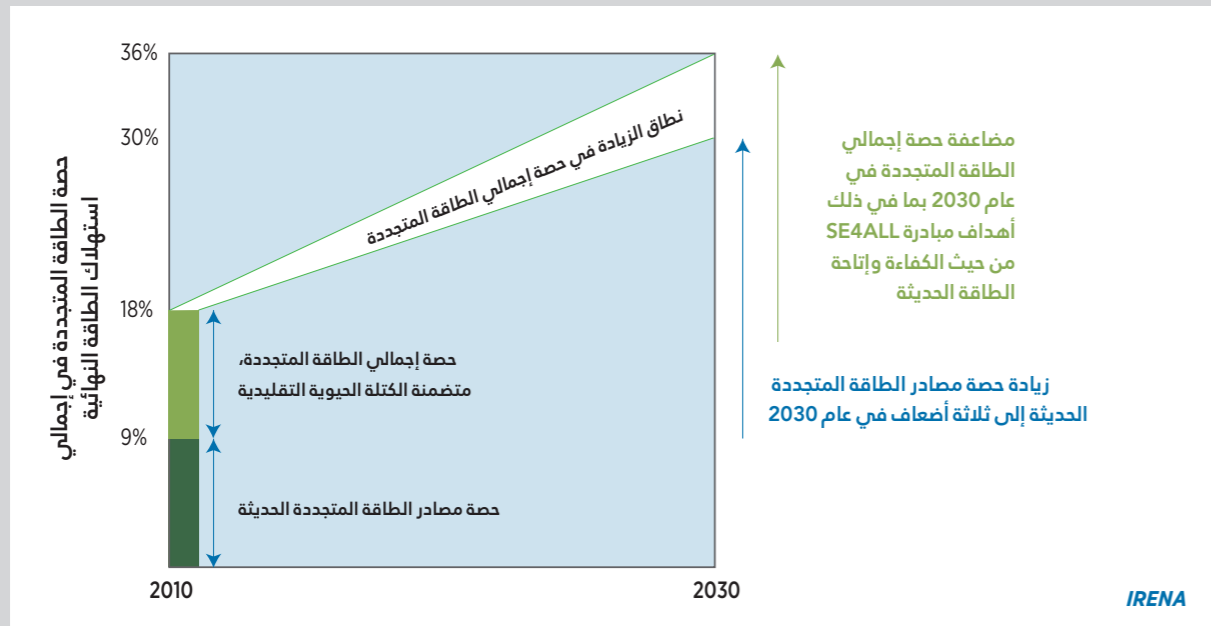 حصة الطاقة المتجددة في إجمالي
استهلاك الطاقة النهائية
36%
30%
18%
9%
نطاق الزيادة في حصة إجمالي الطاقة المتجددة
حصة إجمالي الطاقة المتجددة،
متضمنة الكتلة الحيوية التقليدية
حصة مصادر الطاقة المتجددة الحديثة
2010
2030
مضاعفة حصة إجمالي
الطاقة المتجددة في
عام 2030 بما في ذلك
أهداف مبادرة SE4ALL
من حيث الكفاءة وإتاحة
الطاقة الحديثة
زيادة حصة مصادر الطاقة المتجددة
الحديثة إلى ثلاثة أضعاف في عام 2030
IRENA